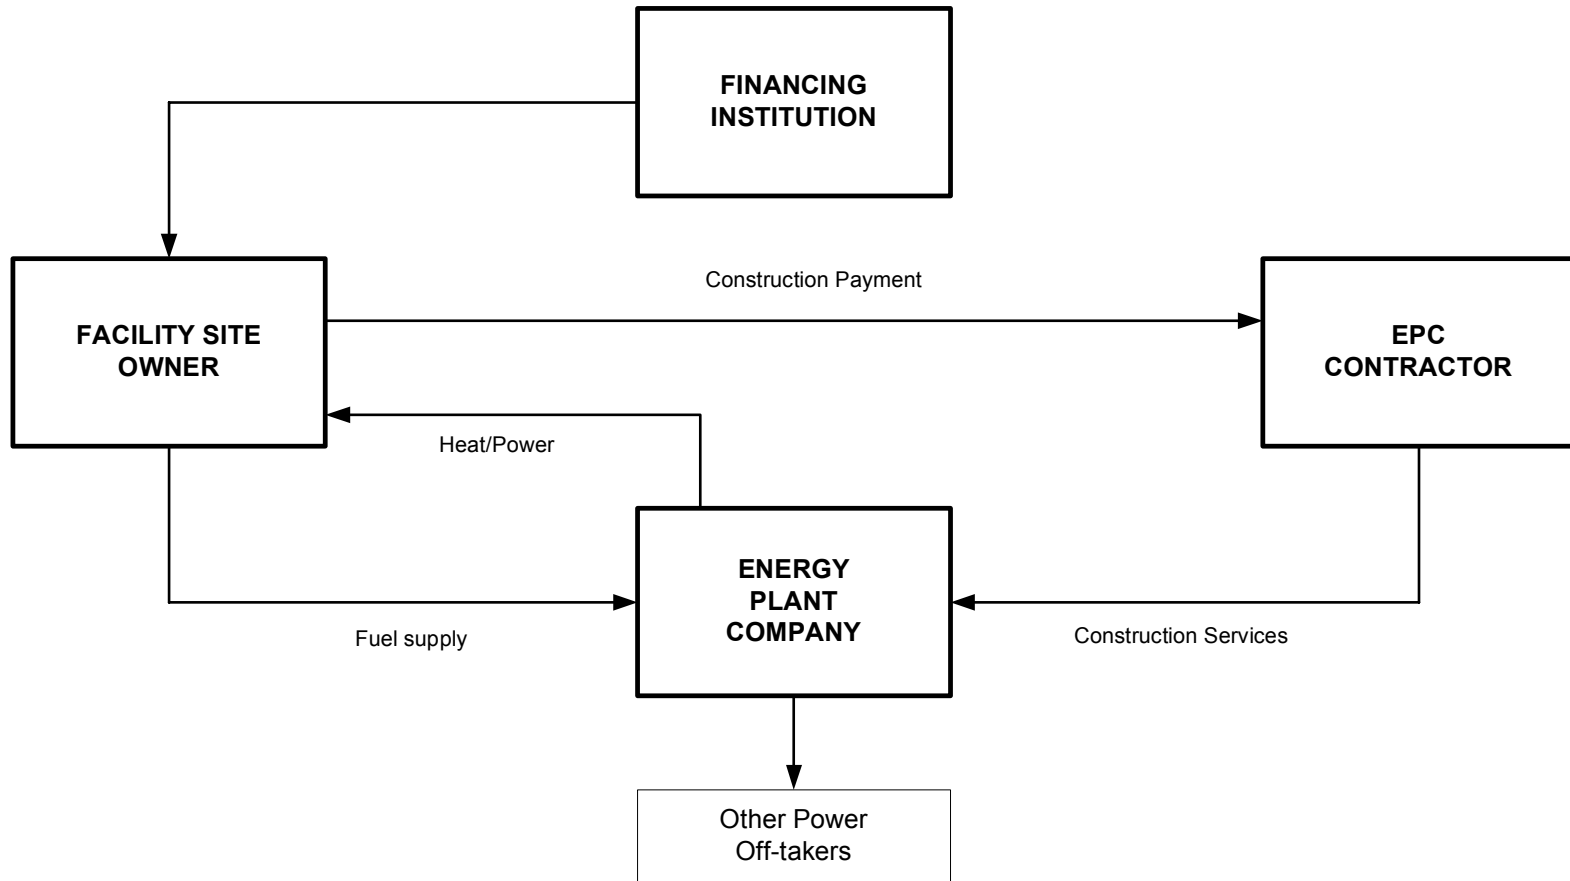 FINANCING
INSTITUTION
Construction Payment
FACILITY SITE
OWNER
EPC
CONTRACTOR
Heat/Power
ENERGY
PLANT
COMPANY
Fuel supply
Construction Services
Other Power
Off-takers